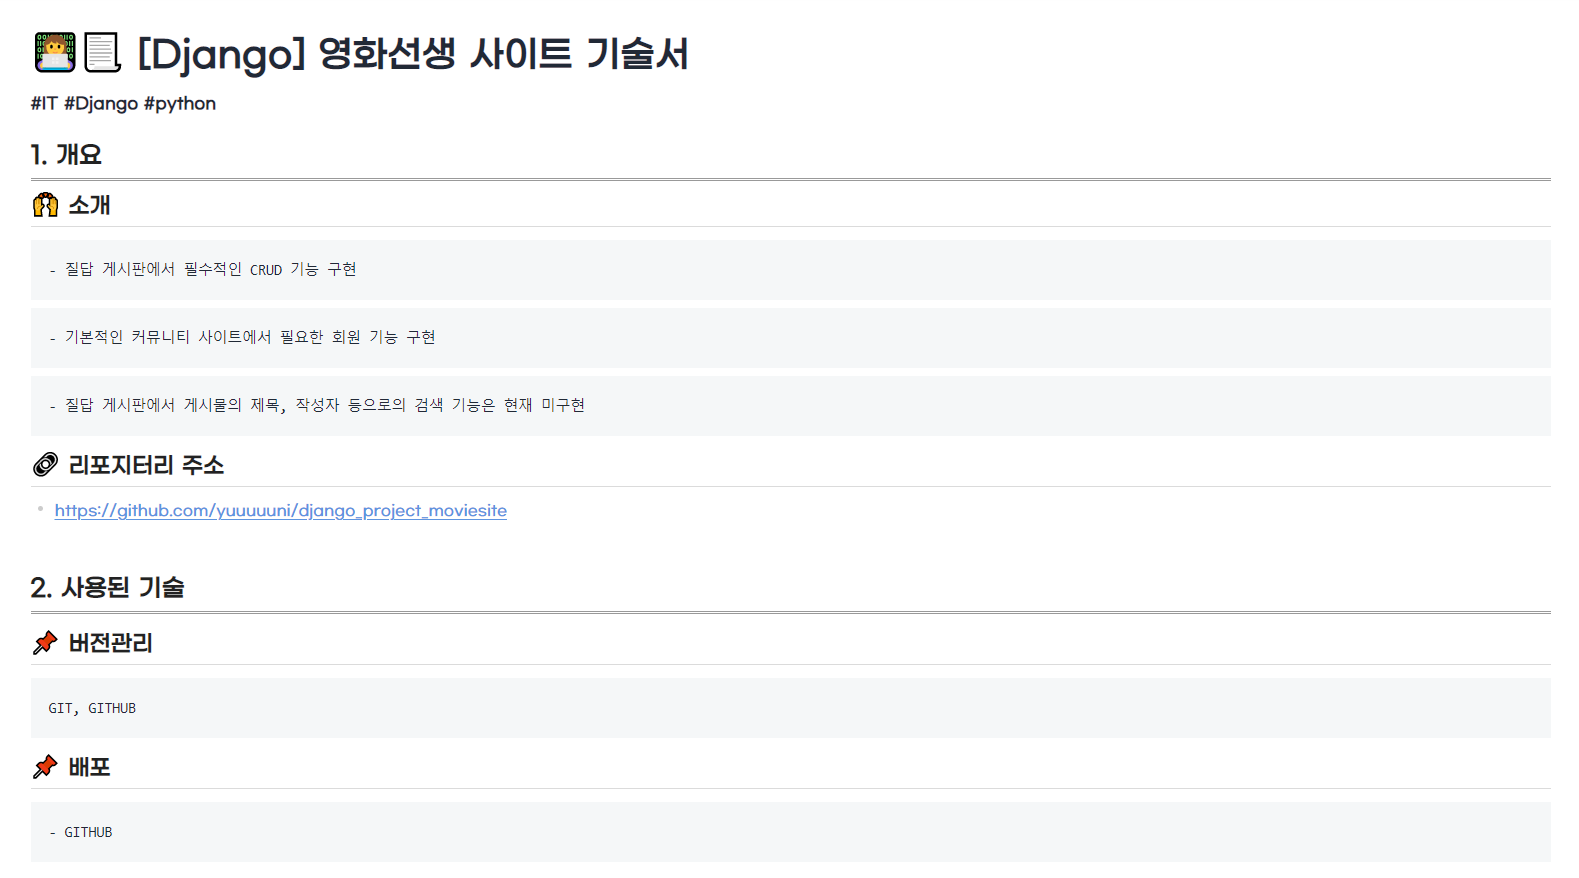 [Django] 영화선생 사이트 기술서
#IT #Django #python
1. 개요
소개
- 질답 게시판에서 필수적인 CRUD 기능 구현
- 기본적인 커뮤니티 사이트에서 필요한 회원 기능 구현
- 질답 게시판에서 게시물의 제목, 작성자 등으로의 검색 기능은 현재 미구현
리포지터리 주소
https://github.com/yuuuuuni/django_project_moviesite
2. 사용된 기술
버전관리
GIT, GITHUB
배포
- GITHUB